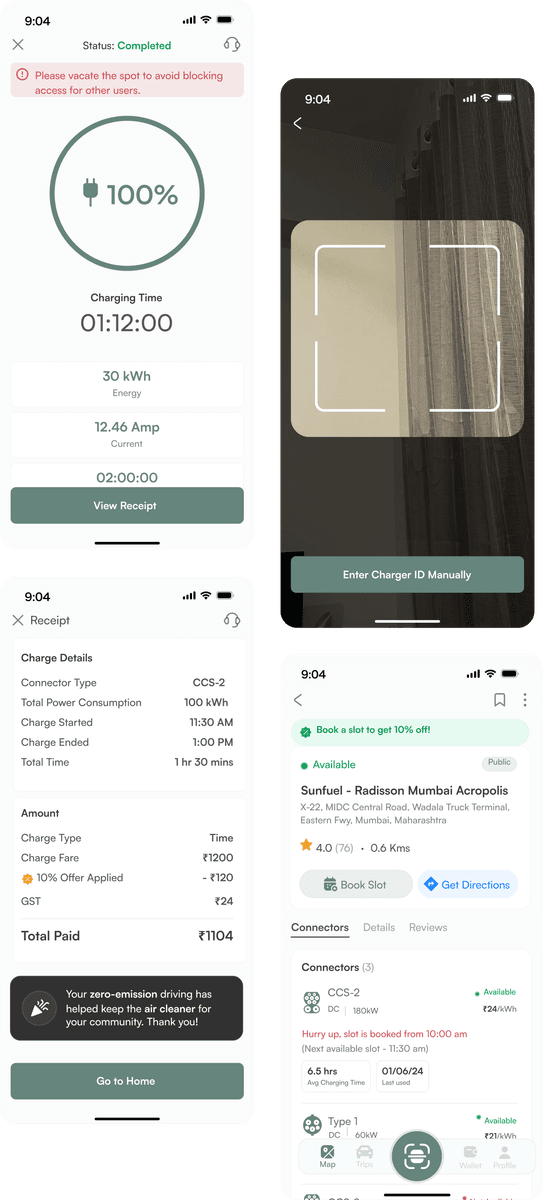 9:04
Status: Completed
Please vacate the spot to avoid blocking
access for other users.
100%
Charging Time
01:12:00
30 kWh
Energy
12.46 Amp
Current
02:00:00
View Receipt
9:04
Enter Charger ID Manually
9:04
Receipt
Charge Details
Connector Type CCS-2
Total Power Consumption 100 kWh
Charge Started 11:30 AM
Charge Ended 1:00 PM
Total Time 1 hr 30 mins
Amount
Charge Type Time
Charge Fare ₹1200
10% Offer Applied - ₹120
GST ₹24
Total Paid ₹1104
Your zero-emission driving has
helped keep the air cleaner for
your community. Thank you!
Go to Home
9:04
Book a slot to get 10% off!
Available Public
Sunfuel - Radisson Mumbai Acropolis
X-22, MIDC Central Road, Wadala Truck Terminal,
Eastern Fwy, Mumbai, Maharashtra
4.0 (76) · 0.6 Kms
Book Slot Get Directions
Connectors Details Reviews
Connectors (3)
CCS-2 Available
DC | 180kW ₹24/kWh
Hurry up, slot is booked from 10:00 am
(Next available slot - 11:30 am)
6.5 hrs 01/06/24
Avg Charging Time Last used
Type 1 Available
DC | 60kW ₹21/kWh
Map Trips Wallet Profile